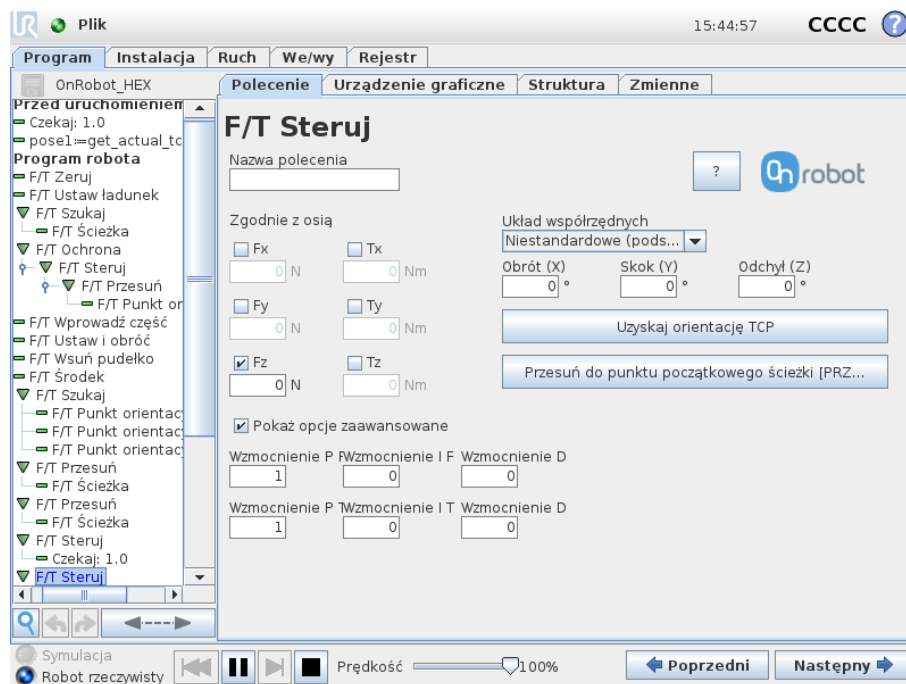 UR Plik 15:44:57 CCCC ?
Program Instalacja Ruch We/wy Rejestr
OnRobot_HEX
Polecenie Urządzenie graficzne Struktura Zmienne
Przed uruchomieniem
Czekaj: 1.0
pose1:=get_actual_tc
Program robota
F/T Zeruj
F/T Ustaw ładunek
F/T Szukaj
F/T Ścieżka
F/T Ochrona
F/T Steruj
F/T Przesuń
F/T Punkt or
F/T Wprowadź część
F/T Ustaw i obróć
F/T Wsuń pudełko
F/T Środek
F/T Szukaj
F/T Punkt orientac
F/T Punkt orientac
F/T Punkt orientac
F/T Przesuń
F/T Ścieżka
F/T Przesuń
F/T Ścieżka
F/T Steruj
Czekaj: 1.0
F/T Steruj
F/T Steruj
Nazwa polecenia
?
On robot
Zgodnie z osią
Fx Tx
0 N 0 Nm
Fy Ty
0 N 0 Nm
Fz Tz
0 N 0 Nm
Układ współrzędnych
Niestandardowe (pods...
Obrót (X) Skok (Y) Odchył (Z)
0 ° 0 ° 0 °
Uzyskaj orientację TCP
Przesuń do punktu początkowego ścieżki [PRZ...
Pokaż opcje zaawansowane
Wzmocnienie P F Wzmocnienie I F Wzmocnienie D
1 0 0
Wzmocnienie P T Wzmocnienie I T Wzmocnienie D
1 0 0
Symulacja
Robot rzeczywisty
Prędkość 100%
Poprzedni Następny